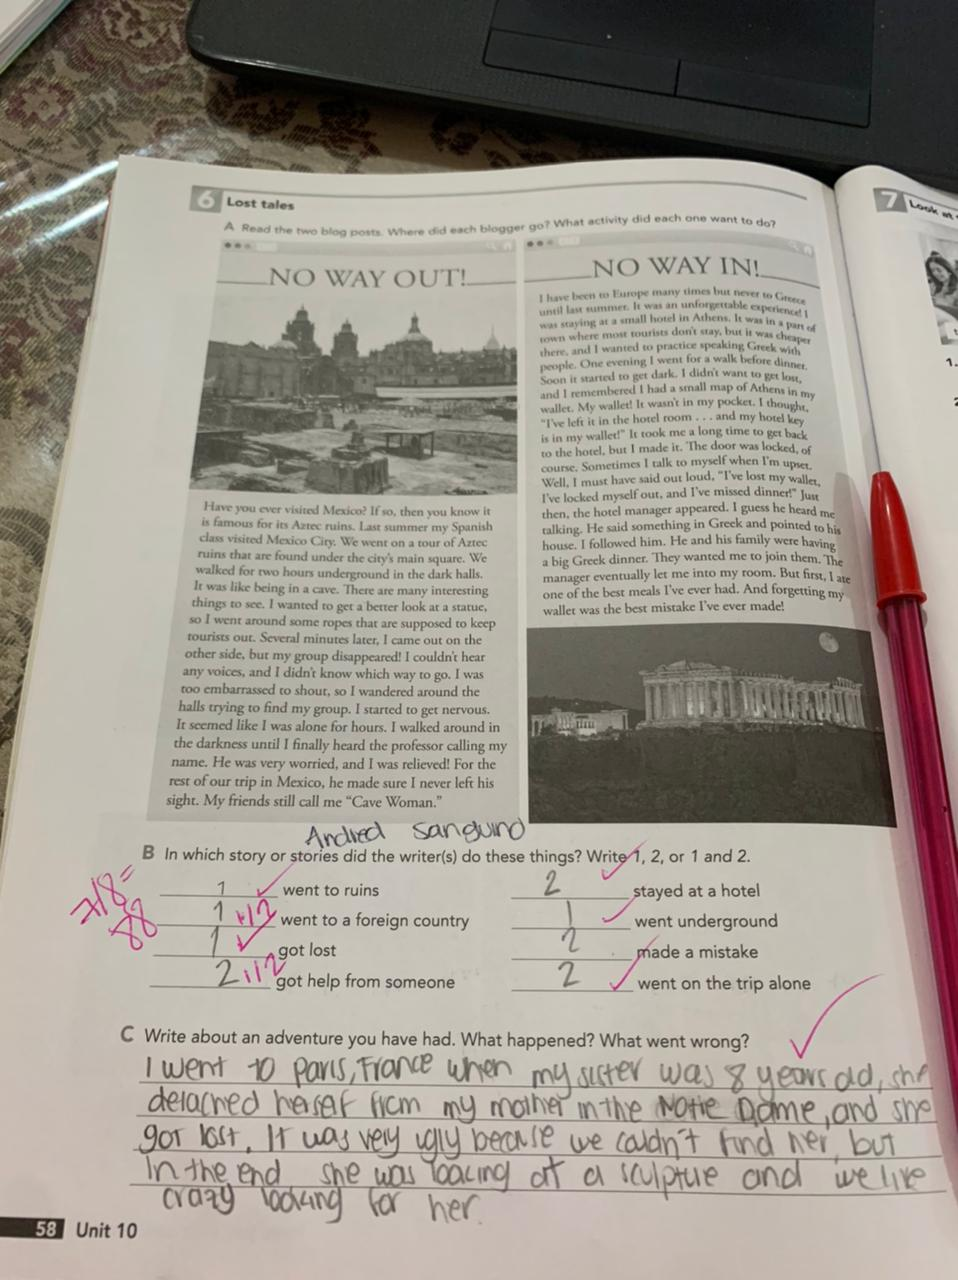 6 Lost tales
A Read the two blog posts. Where did each blogger go? What activity did each one want to do?
NO WAY OUT!
Have you ever visited Mexico? If so, then you know it
is famous for its Aztec ruins. Last summer my Spanish
class visited Mexico City. We went on a tour of Aztec
ruins that are found under the city's main square. We
walked for two hours underground in the dark halls.
It was like being in a cave. There are many interesting
things to see. I wanted to get a better look at a statue,
so I went around some ropes that are supposed to keep
tourists out. Several minutes later, I came out on the
other side, but my group disappeared! I couldn't hear
any voices, and I didn't know which way to go. I was
too embarrassed to shout, so I wandered around the
halls trying to find my group. I started to get nervous.
It seemed like I was alone for hours. I walked around in
the darkness until I finally heard the professor calling my
name. He was very worried, and I was relieved! For the
rest of our trip in Mexico, he made sure I never left his
sight. My friends still call me "Cave Woman."
NO WAY IN!
I have been to Europe many times but never to Greece
until last summer. It was an unforgettable experience! I
was staying at a small hotel in Athens. It was in a part of
town where most tourists don't stay, but it was cheaper
there, and I wanted to practice speaking Greek with
people. One evening I went for a walk before dinner.
Soon it started to get dark. I didn't want to get lost,
and I remembered I had a small map of Athens in my
wallet. My wallet! It wasn't in my pocket. I thought,
"I've left it in the hotel room . . . and my hotel key
is in my wallet!" It took me a long time to get back
to the hotel, but I made it. The door was locked, of
course. Sometimes I talk to myself when I'm upset.
Well, I must have said out loud, "I've lost my wallet,
I've locked myself out, and I've missed dinner!" Just
then, the hotel manager appeared. I guess he heard me
talking. He said something in Greek and pointed to his
house. I followed him. He and his family were having
a big Greek dinner. They wanted me to join them. The
manager eventually let me into my room. But first, I ate
one of the best meals I've ever had. And forgetting my
wallet was the best mistake I've ever made!
7 Look at
1.
Andred Sanguino
B In which story or stories did the writer(s) do these things? Write 1, 2, or 1 and 2.
7/8=
88
1 went to ruins
1 +12 went to a foreign country
1 got lost
2 112 got help from someone
2 stayed at a hotel
1 went underground
2 made a mistake
2 went on the trip alone
C Write about an adventure you have had. What happened? What went wrong?
I went to Paris, France when my sister was 8 years old, she
detached herself from my mother in the Notre Dame, and she
got lost. It was very ugly because we couldn't find her, but
in the end she was looking at a sculptue and we like
crazy looking for her.
58 Unit 10